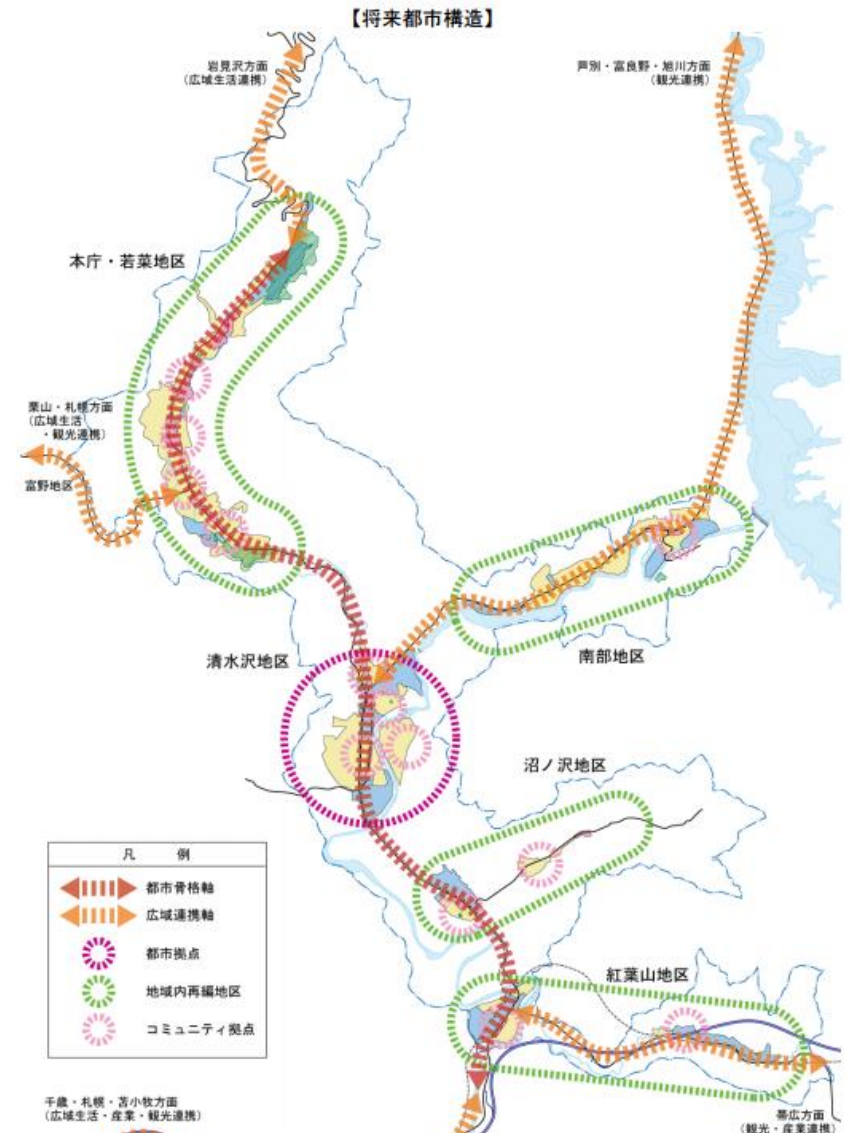 【将来都市構造】
岩見沢方面
（広域生活連携）
芦別・富良野・旭川方面
（観光連携）
本庁・若菜地区
栗山・札幌方面
（広域生活
・観光連携）
富野地区
清水沢地区
南部地区
沼ノ沢地区
紅葉山地区
凡 例
都市骨格軸
広域連携軸
都市拠点
地域内再編地区
コミュニティ拠点
千歳・札幌・苫小牧方面
（広域生活・産業・観光連携）
帯広方面
（観光・産業連携）